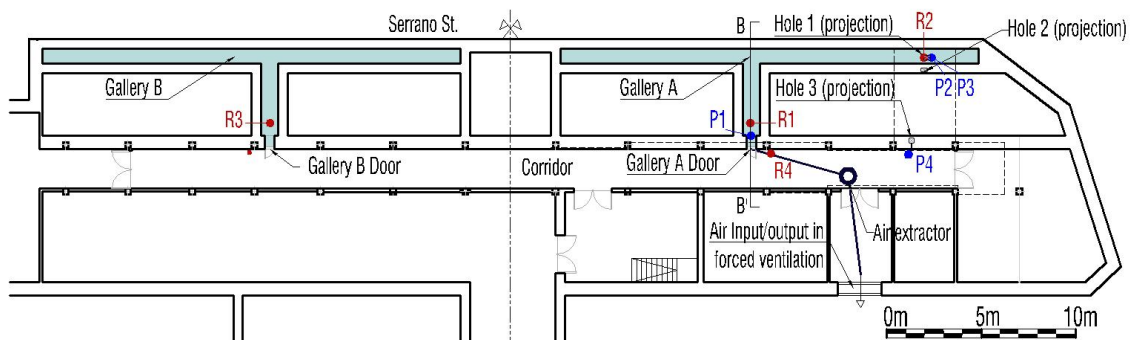 Serrano St.
B
Hole 1 (projection)
R2
Hole 2 (projection)
Gallery B
Gallery A
P2 P3
Hole 3 (projection)
R3
P1
R1
Gallery B Door
Corridor
Gallery A Door
R4
P4
B'
Air Input/output in
forced ventilation
Air extractor
0m
5m
10m